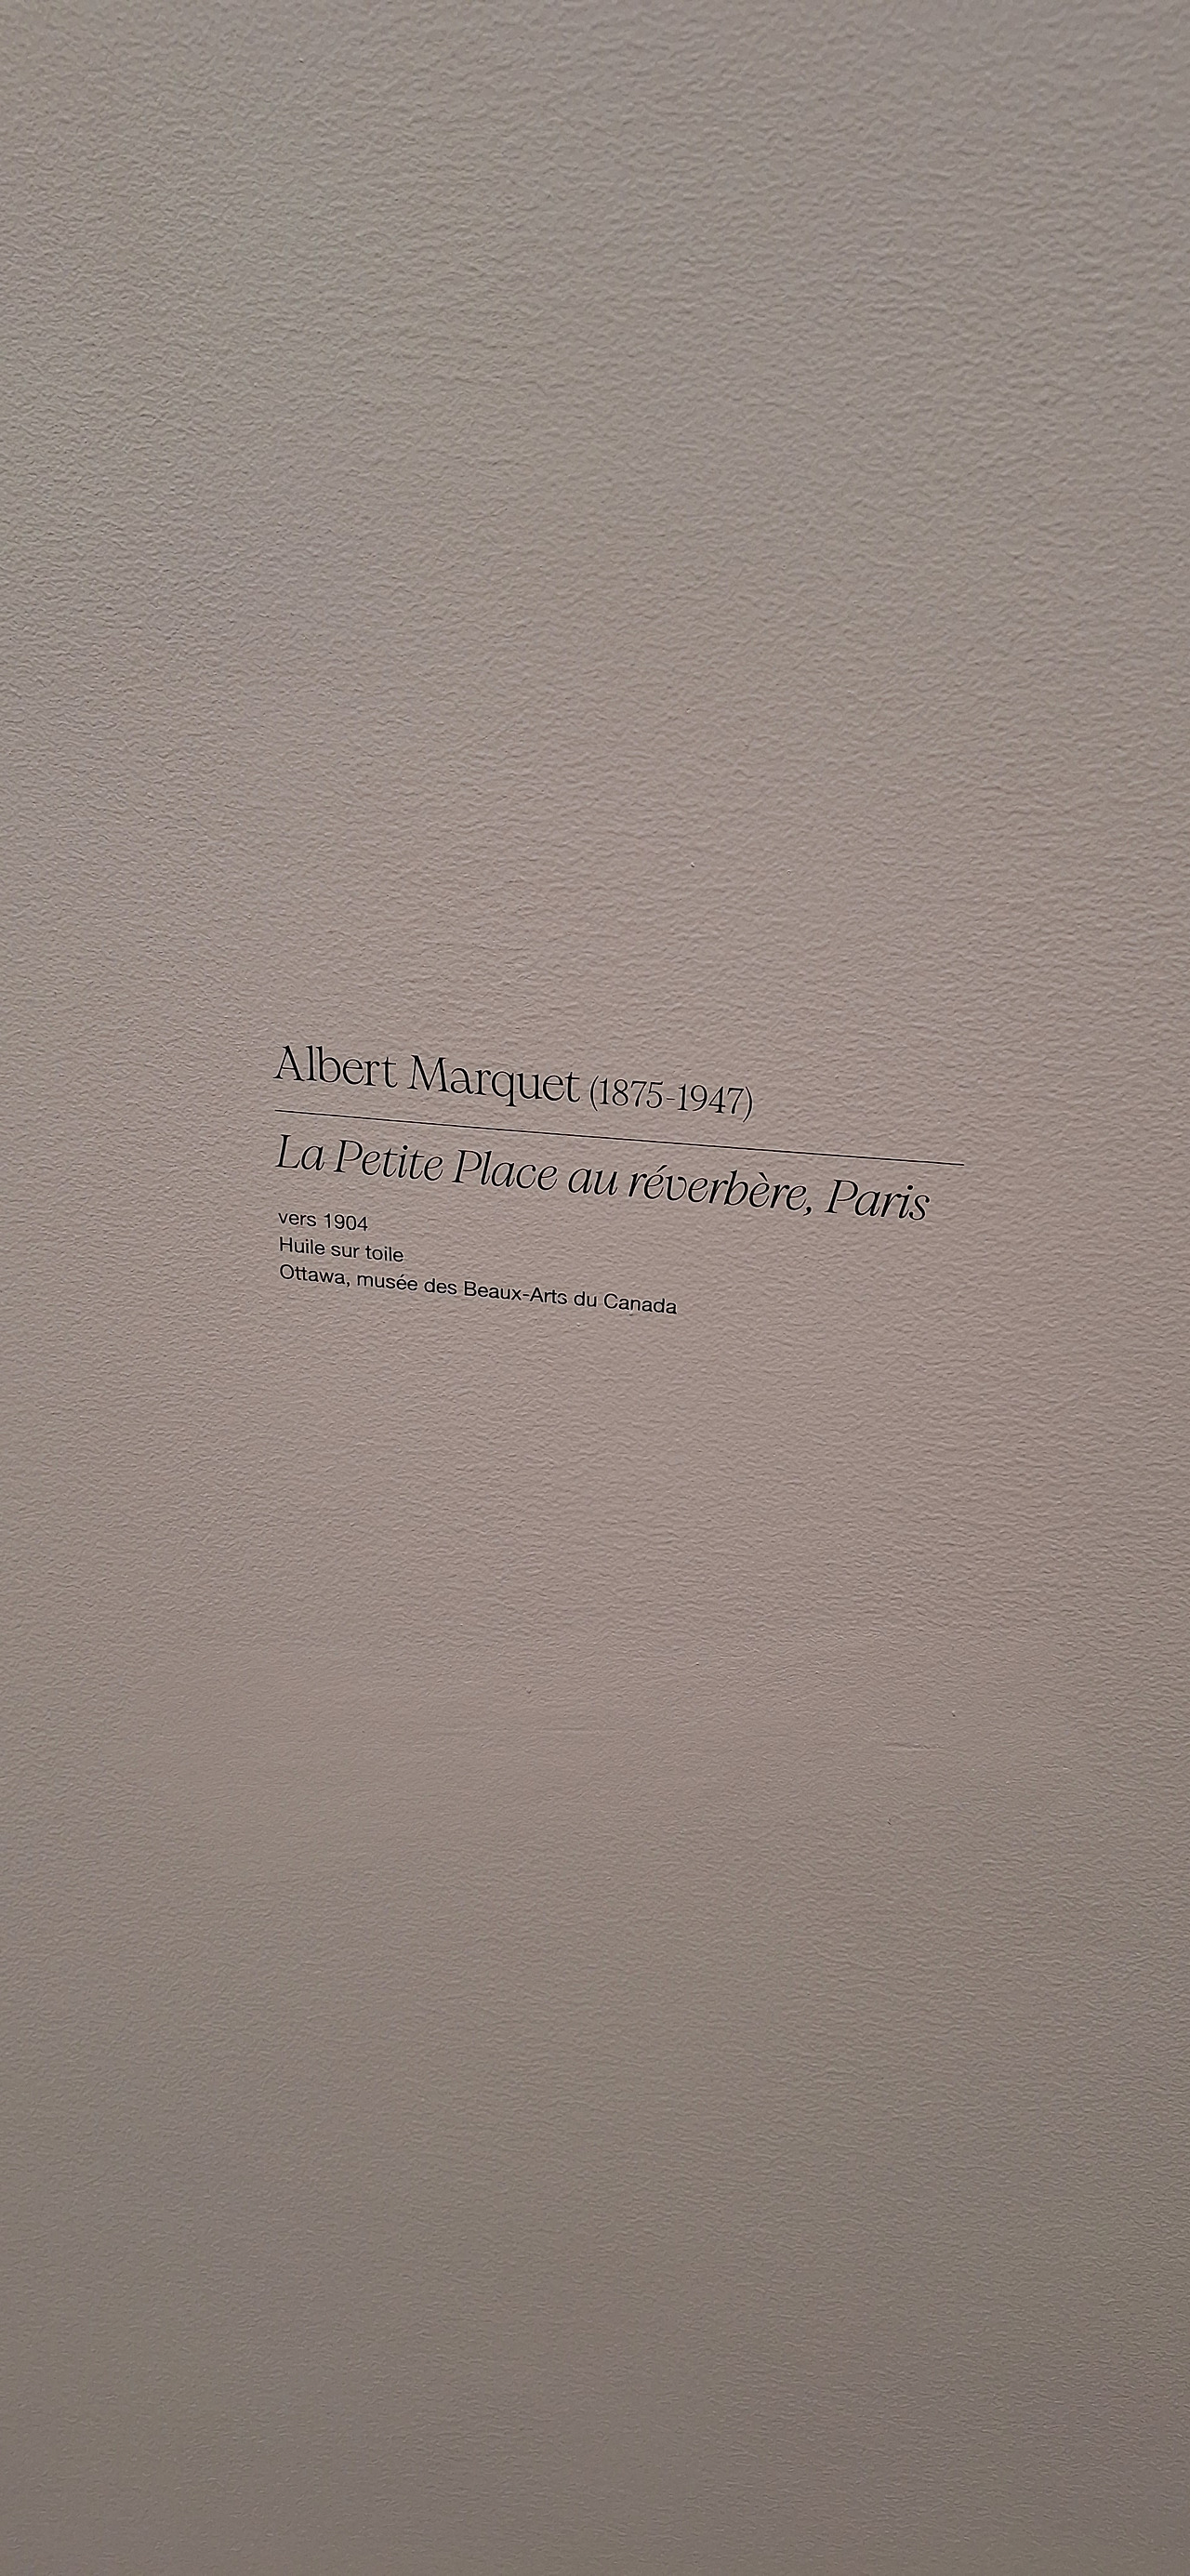 Albert Marquet (1875-1947)
La Petite Place au réverbère, Paris
vers 1904
Huile sur toile
Ottawa, musée des Beaux-Arts du Canada